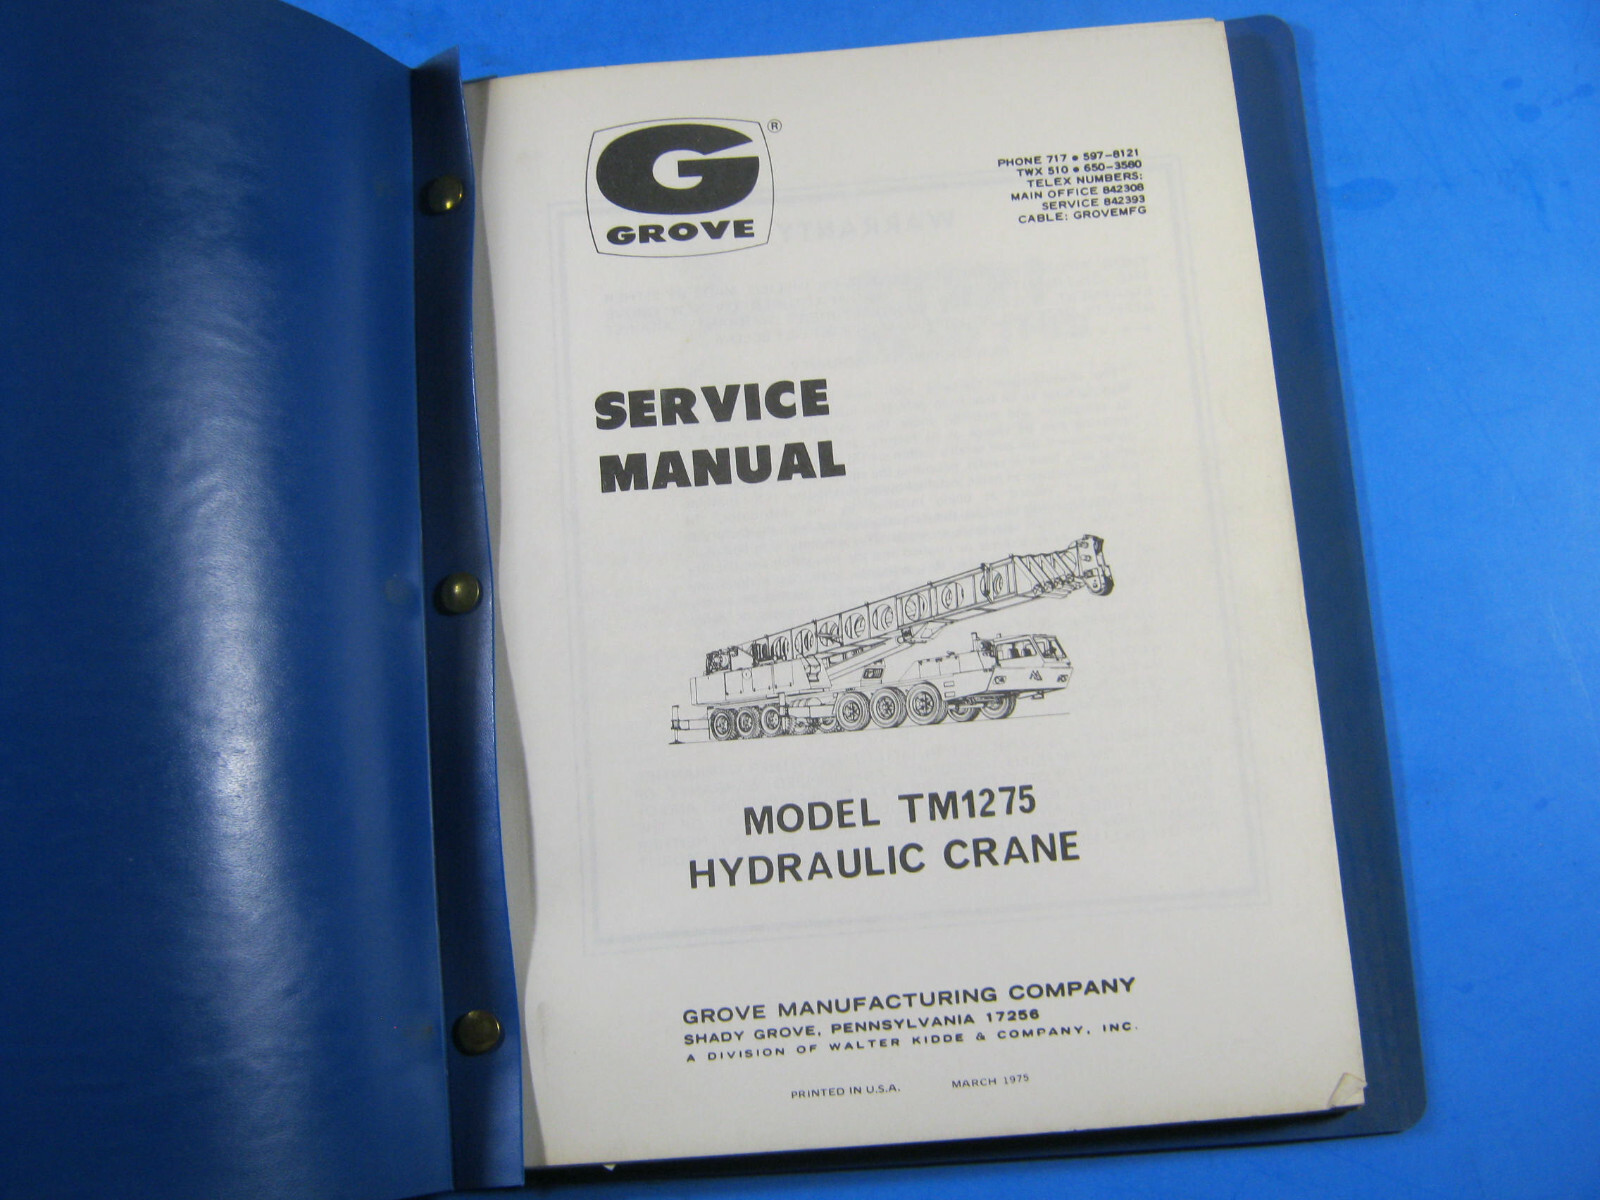 G
®
GROVE
PHONE 717 • 597-8121
TWX 510 • 650-3580
TELEX NUMBERS:
MAIN OFFICE 842308
SERVICE 842393
CABLE: GROVEMFG
WARRANTY
SERVICE
MANUAL
MODEL TM1275
HYDRAULIC CRANE
GROVE MANUFACTURING COMPANY
SHADY GROVE, PENNSYLVANIA 17256
A DIVISION OF WALTER KIDDE & COMPANY, INC.
PRINTED IN U.S.A. MARCH 1975